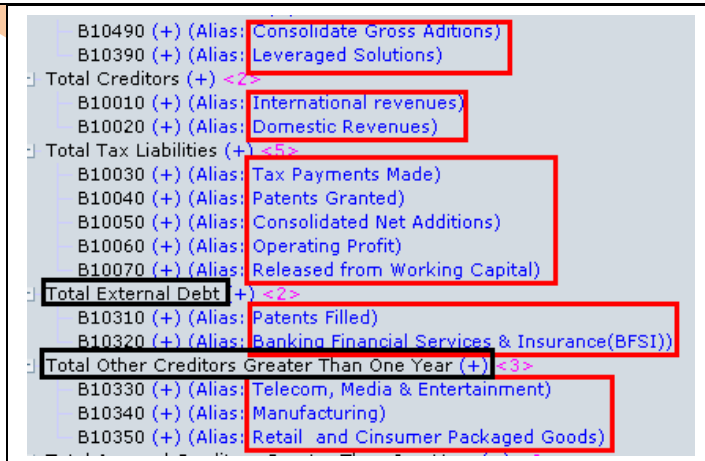 B10490 (+) (Alias: Consolidate Gross Aditions)
B10390 (+) (Alias: Leveraged Solutions)
Total Creditors (+) <2>
B10010 (+) (Alias: International revenues)
B10020 (+) (Alias: Domestic Revenues)
Total Tax Liabilities (+) <5>
B10030 (+) (Alias: Tax Payments Made)
B10040 (+) (Alias: Patents Granted)
B10050 (+) (Alias: Consolidated Net Additions)
B10060 (+) (Alias: Operating Profit)
B10070 (+) (Alias: Released from Working Capital)
Total External Debt (+) <2>
B10310 (+) (Alias: Patents Filled)
B10320 (+) (Alias: Banking Financial Services & Insurance(BFSI))
Total Other Creditors Greater Than One Year (+) <3>
B10330 (+) (Alias: Telecom, Media & Entertainment)
B10340 (+) (Alias: Manufacturing)
B10350 (+) (Alias: Retail and Cinsumer Packaged Goods)